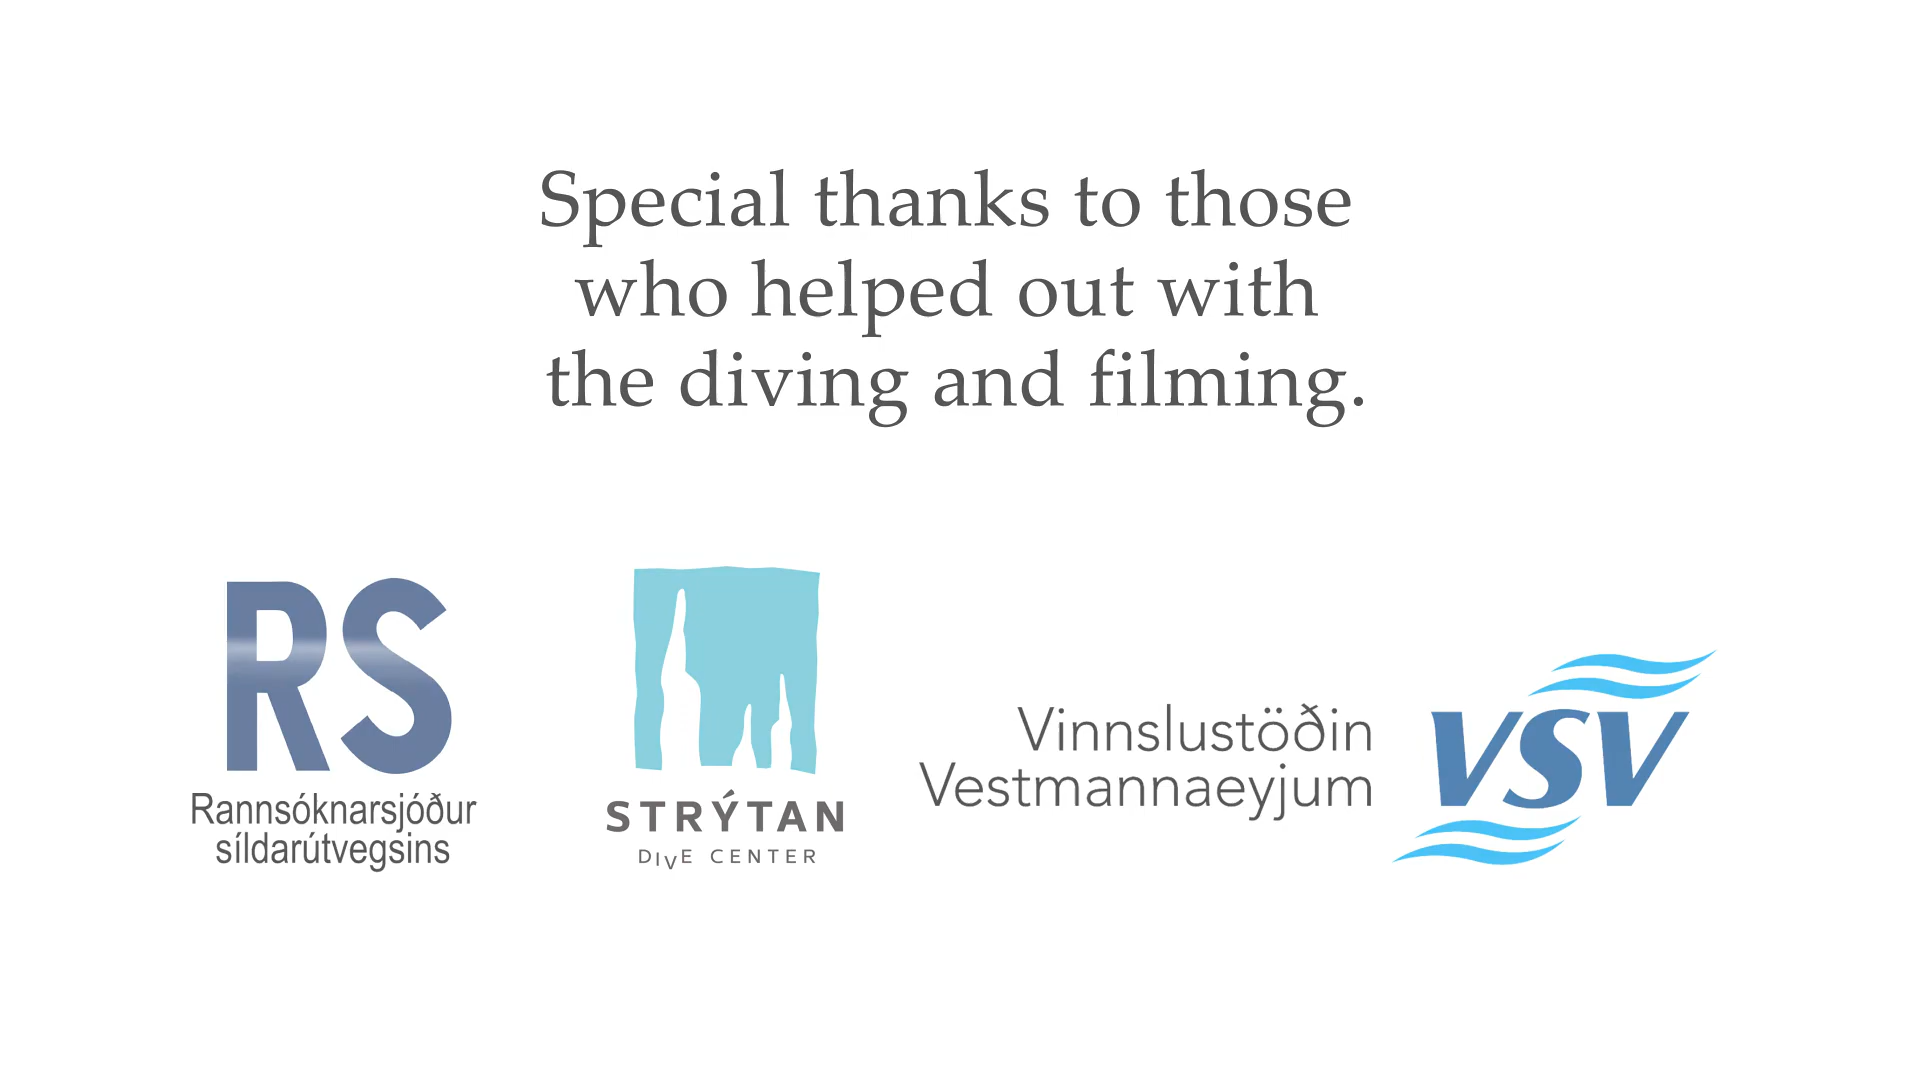 Special thanks to those
who helped out with
the diving and filming.
RS
Rannsóknarsjóður
síldarútvegsins
STRÝTAN
DIVE CENTER
Vinnslustöðin
Vestmannaeyjum
VSV